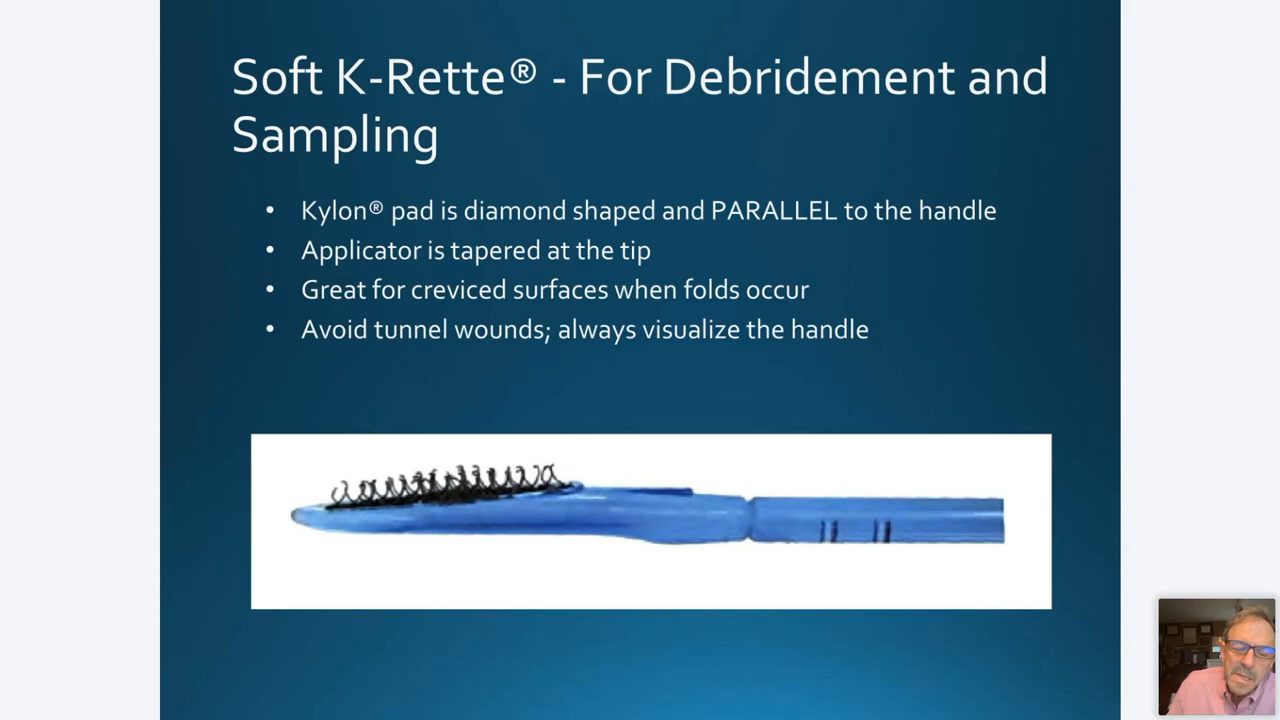 Soft K-Rette® - For Debridement and
Sampling
• Kylon® pad is diamond shaped and PARALLEL to the handle
• Applicator is tapered at the tip
• Great for creviced surfaces when folds occur
• Avoid tunnel wounds; always visualize the handle